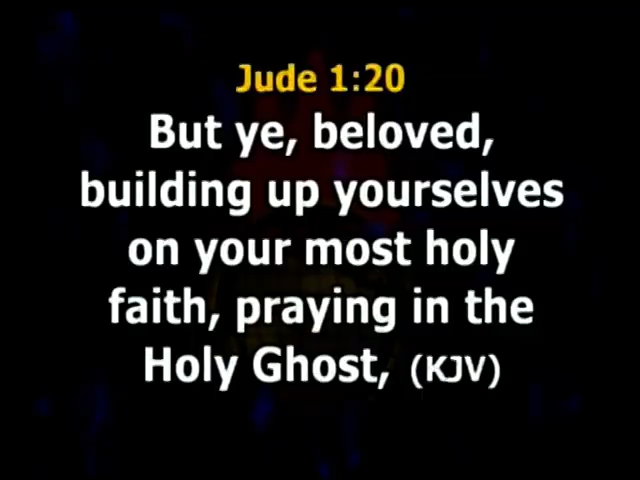 Jude 1:20
But ye, beloved,
building up yourselves
on your most holy
faith, praying in the
Holy Ghost, (KJV)